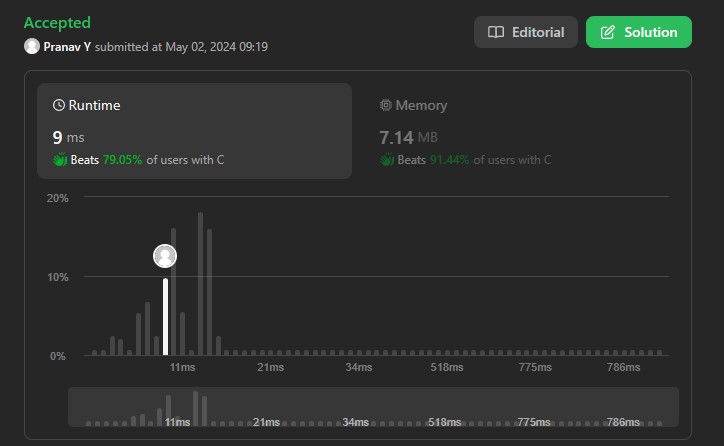 Accepted
Editorial
Solution
Pranav Y submitted at May 02, 2024 09:19
Runtime
Memory
9 ms
7.14 MB
Beats 79.05% of users with C
Beats 91.44% of users with C
20%
10%
0%
11ms 21ms 34ms 518ms 775ms 786ms
11ms 21ms 34ms 518ms 775ms 786ms